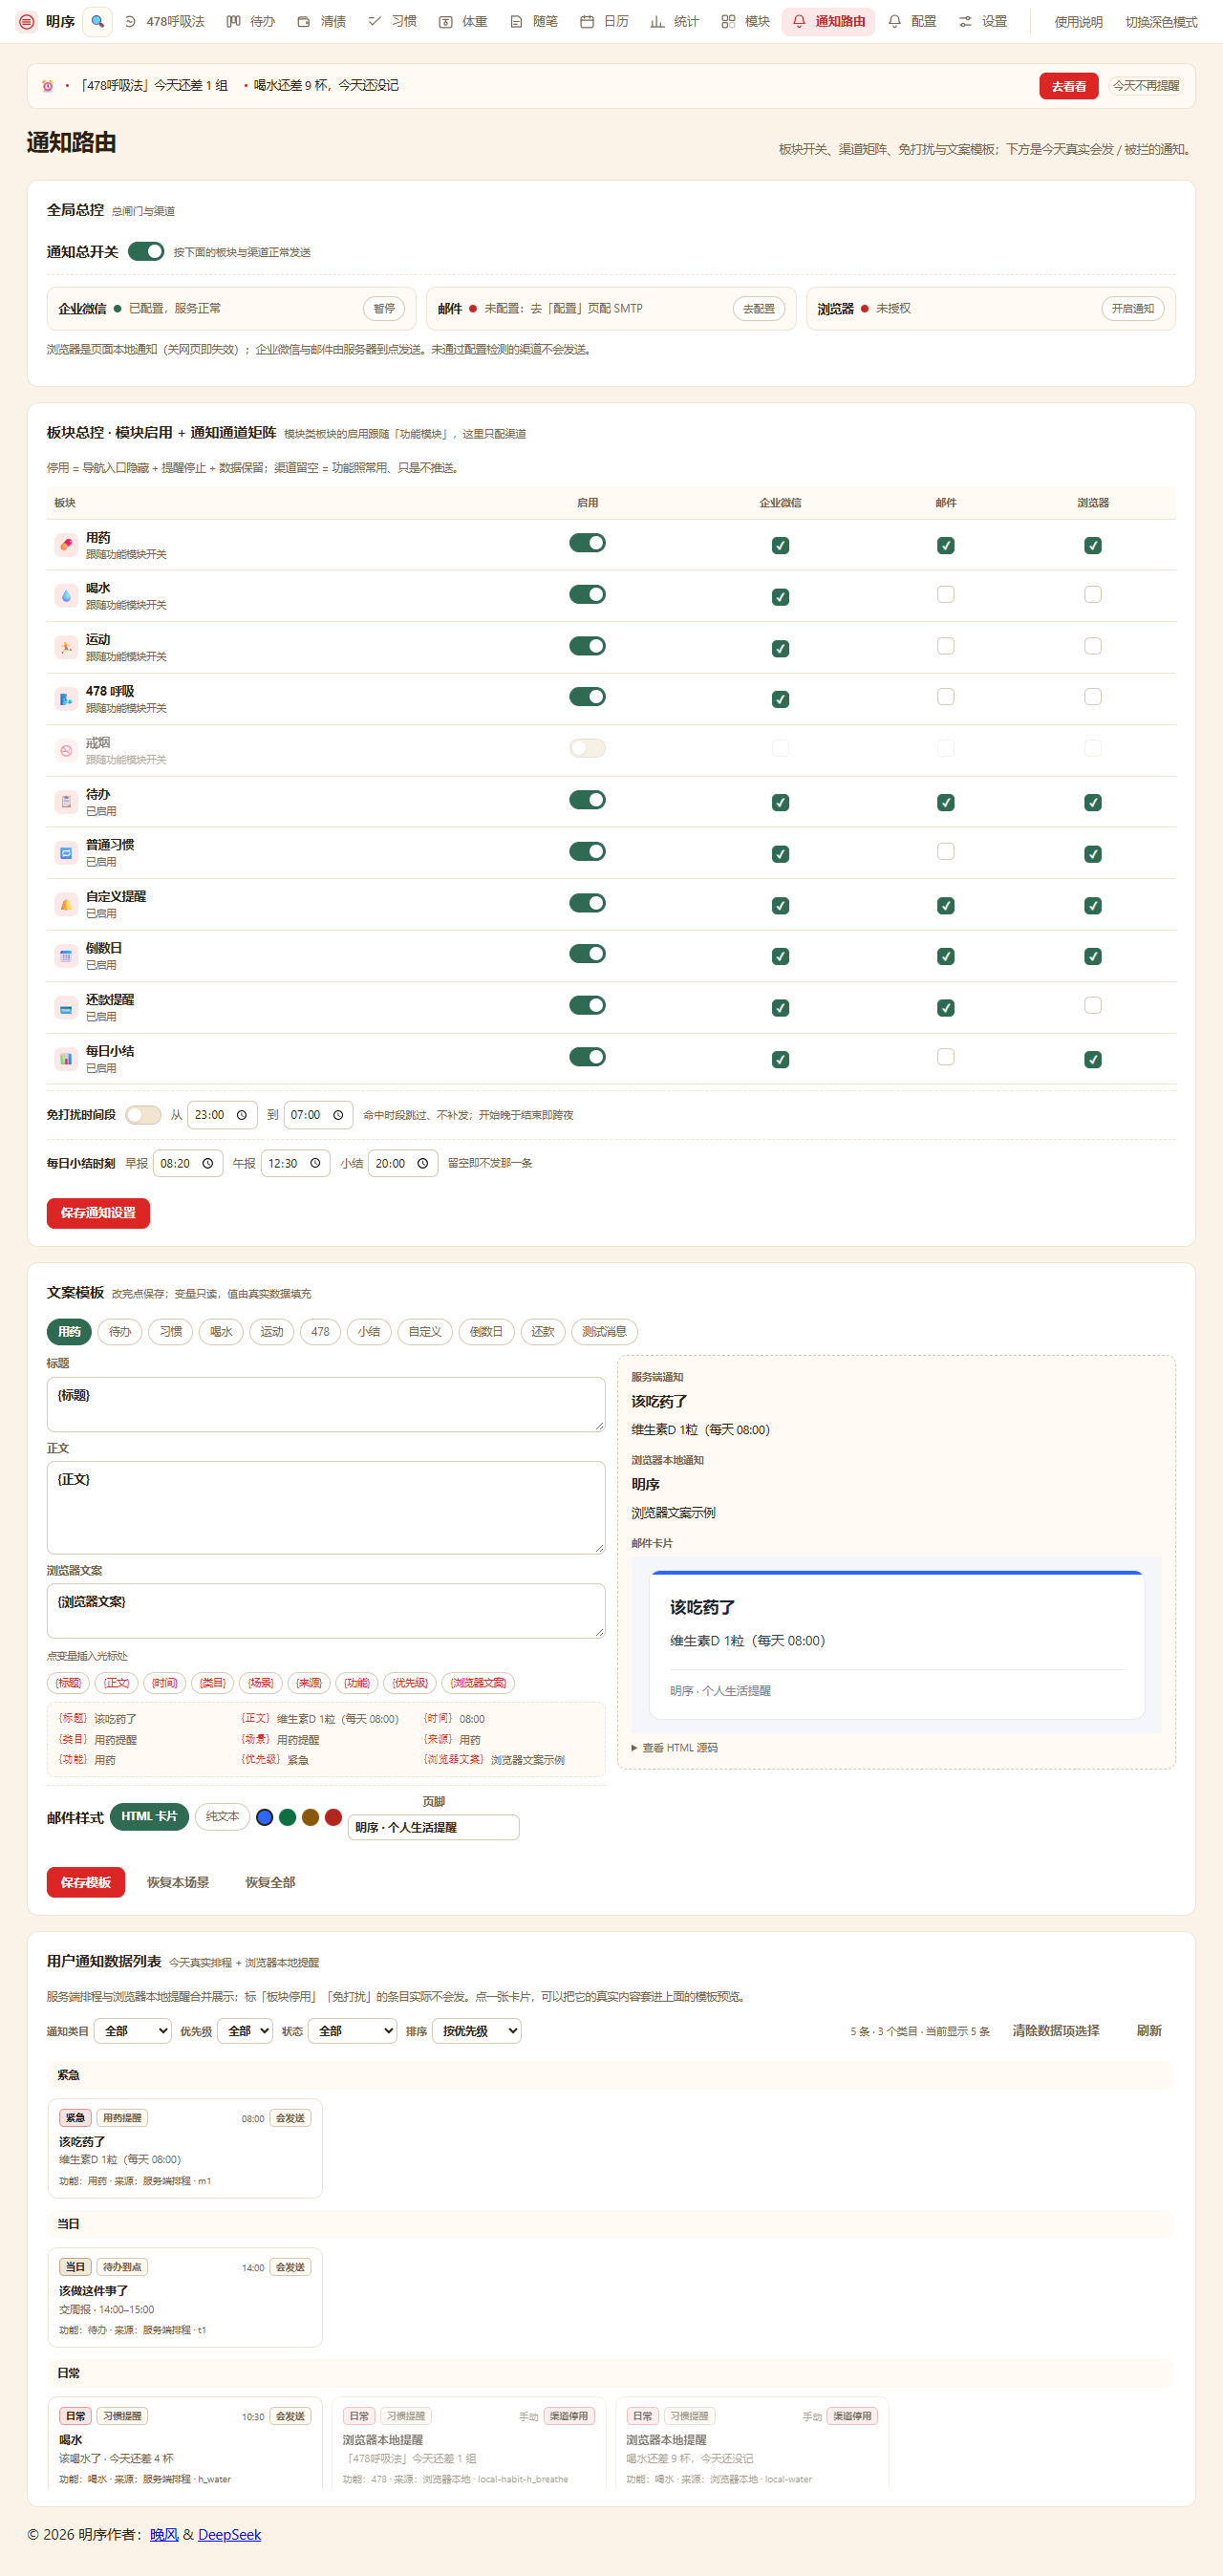 明序 478呼吸法 待办 清债 习惯 体重 随笔 日历 统计 模块 通知路由 配置 设置 使用说明 切换深色模式
• 「478呼吸法」今天还差 1 组 • 喝水还差 9 杯，今天还没记 去看看 今天不再提醒
通知路由
板块开关、渠道矩阵、免打扰与文案模板；下方是今天真实会发 / 被拦的通知。
全局总控 总闸门与渠道
通知总开关 按下面的板块与渠道正常发送
企业微信 已配置，服务正常 暂停
邮件 未配置：去「配置」页配 SMTP 去配置
浏览器 未授权 开启通知
浏览器是页面本地通知（关网页即失效）；企业微信与邮件由服务器到点发送。未通过配置检测的渠道不会发送。
板块总控 · 模块启用 + 通知通道矩阵 模块类板块的启用跟随「功能模块」，这里只配渠道
停用 = 导航入口隐藏 + 提醒停止 + 数据保留；渠道留空 = 功能照常用、只是不推送。
板块 启用 企业微信 邮件 浏览器
用药
跟随功能模块开关
喝水
跟随功能模块开关
运动
跟随功能模块开关
478 呼吸
跟随功能模块开关
戒烟
跟随功能模块开关
待办
已启用
普通习惯
已启用
自定义提醒
已启用
倒数日
已启用
还款提醒
已启用
每日小结
已启用
免打扰时间段 从 23:00 到 07:00 命中时段跳过、不补发；开始晚于结束即跨夜
每日小结时刻 早报 08:20 午报 12:30 小结 20:00 留空即不发那一条
保存通知设置
文案模板 改完点保存；变量只读，值由真实数据填充
用药 待办 习惯 喝水 运动 478 小结 自定义 倒数日 还款 测试消息
标题
{标题}
正文
{正文}
浏览器文案
{浏览器文案}
点变量插入光标处
{标题} {正文} {时间} {类目} {场景} {来源} {功能} {优先级} {浏览器文案}
{标题} 该吃药了 {正文} 维生素D 1粒（每天 08:00） {时间} 08:00
{类目} 用药提醒 {场景} 用药提醒 {来源} 用药
{功能} 用药 {优先级} 紧急 {浏览器文案} 浏览器文案示例
服务端通知
该吃药了
维生素D 1粒（每天 08:00）
浏览器本地通知
明序
浏览器文案示例
邮件卡片
该吃药了
维生素D 1粒（每天 08:00）
明序 · 个人生活提醒
▶ 查看 HTML 源码
页脚
邮件样式 HTML 卡片 纯文本 明序 · 个人生活提醒
保存模板 恢复本场景 恢复全部
用户通知数据列表 今天真实排程 + 浏览器本地提醒
服务端排程与浏览器本地提醒合并展示；标「板块停用」「免打扰」的条目实际不会发。点一张卡片，可以把它的真实内容套进上面的模板预览。
通知类目 全部 优先级 全部 状态 全部 排序 按优先级 5 条 · 3 个类目 · 当前显示 5 条 清除数据项选择 刷新
紧急
紧急 用药提醒 08:00 会发送
该吃药了
维生素D 1粒（每天 08:00）
功能：用药 · 来源：服务端排程 · m1
当日
当日 待办到点 14:00 会发送
该做这件事了
交周报 · 14:00–15:00
功能：待办 · 来源：服务端排程 · t1
日常
日常 习惯提醒 10:30 会发送
喝水
该喝水了 · 今天还差 4 杯
功能：喝水 · 来源：服务端排程 · h_water
日常 习惯提醒 手动 渠道停用
浏览器本地提醒
「478呼吸法」今天还差 1 组
功能：478 · 来源：浏览器本地 · local-habit-h_breathe
日常 习惯提醒 手动 渠道停用
浏览器本地提醒
喝水还差 9 杯，今天还没记
功能：喝水 · 来源：浏览器本地 · local-water
© 2026 明序作者：晚风 & DeepSeek